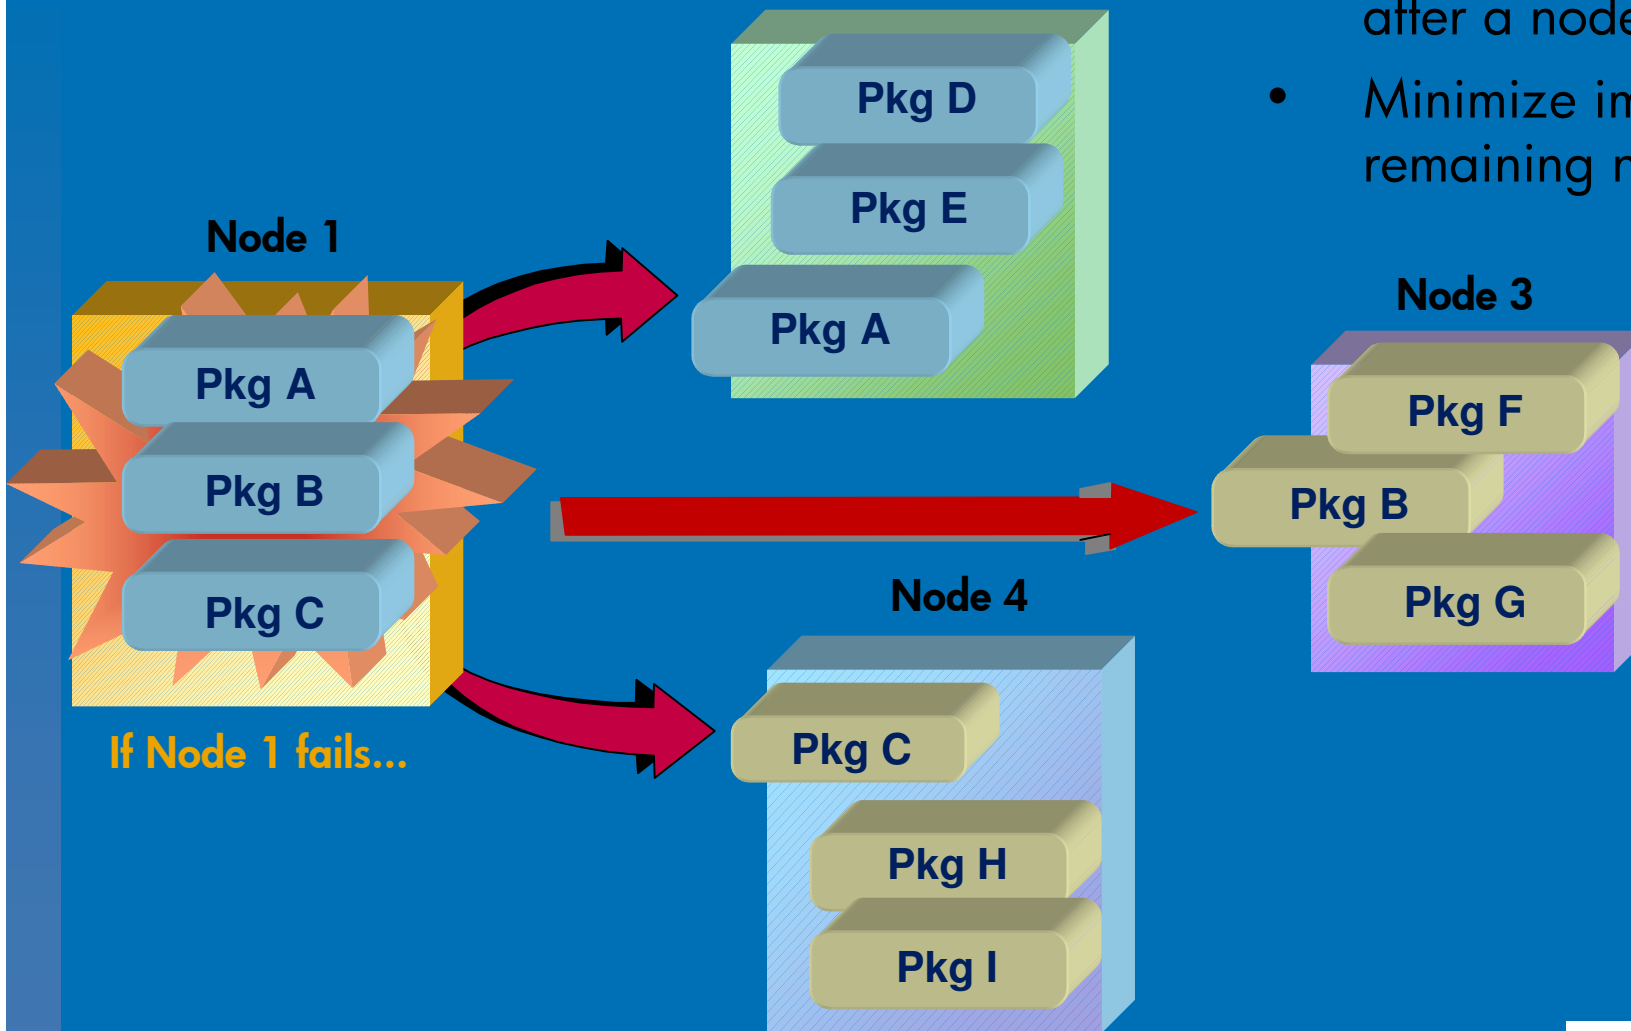 after a node
• Minimize im
remaining n
Pkg D
Pkg E
Pkg A
Node 1
Pkg A
Pkg B
Pkg C
If Node 1 fails...
Node 3
Pkg F
Pkg B
Pkg G
Node 4
Pkg C
Pkg H
Pkg I